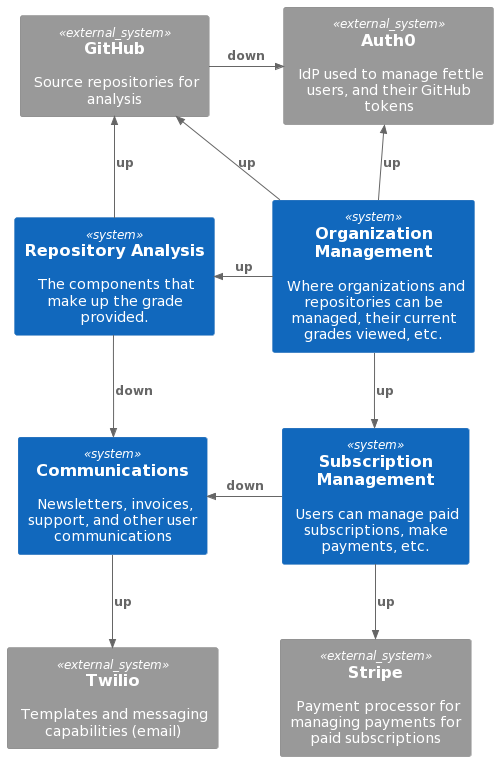 «external_system»
GitHub
Source repositories for
analysis
down
«external_system»
Auth0
IdP used to manage fettle
users, and their GitHub
tokens
up
up
up
«system»
Repository Analysis
The components that
make up the grade
provided.
up
«system»
Organization
Management
Where organizations and
repositories can be
managed, their current
grades viewed, etc.
down
up
«system»
Communications
Newsletters, invoices,
support, and other user
communications
down
«system»
Subscription
Management
Users can manage paid
subscriptions, make
payments, etc.
up
up
«external_system»
Twilio
Templates and messaging
capabilities (email)
«external_system»
Stripe
Payment processor for
managing payments for
paid subscriptions